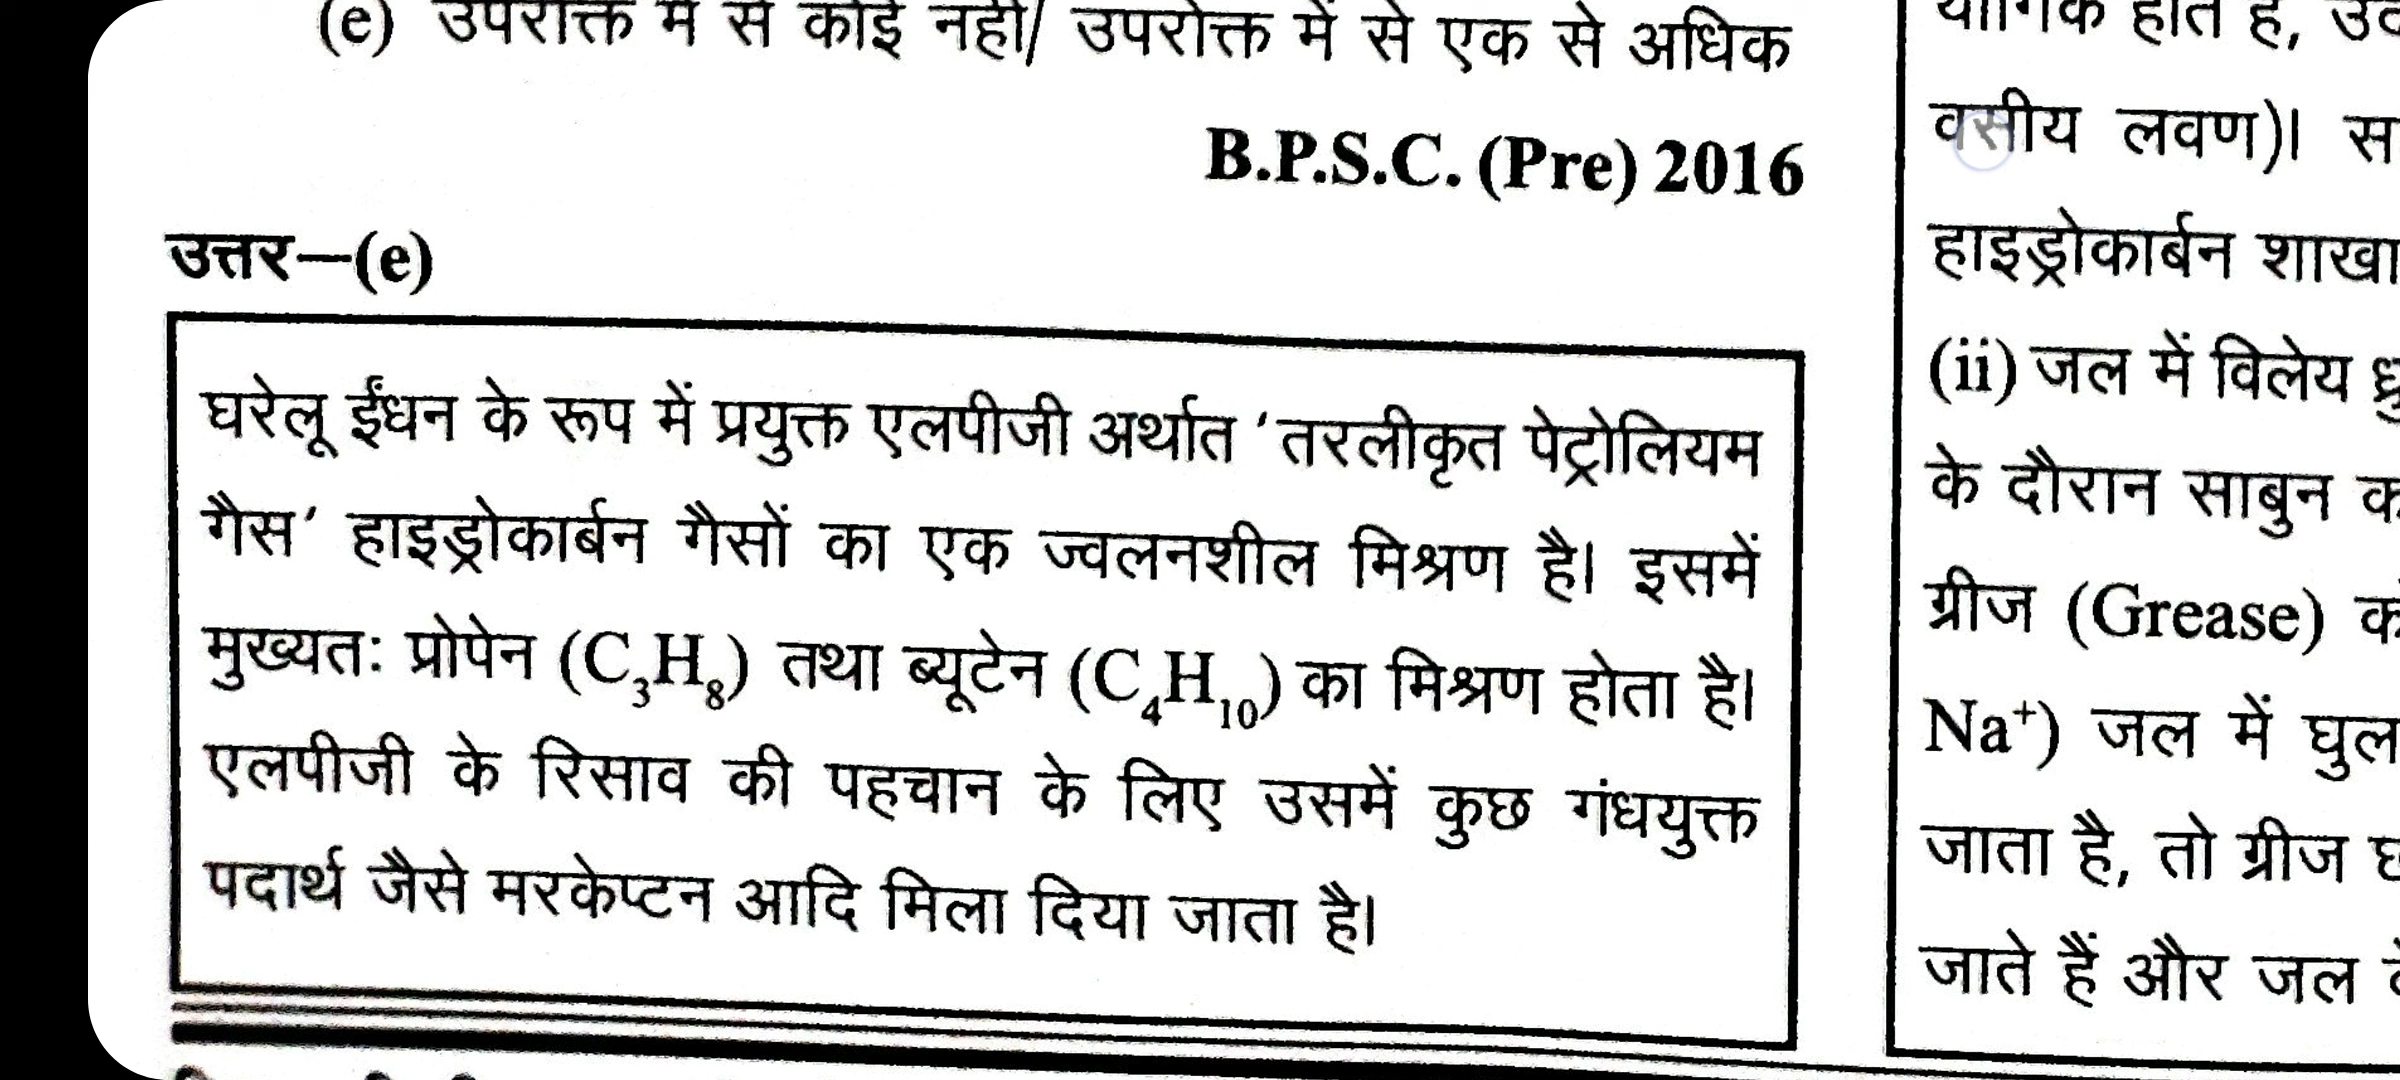 (e) उपरोक्त में से कोई नहीं/ उपरोक्त में से एक से अधिक
B.P.S.C. (Pre) 2016
उत्तर—(e)
घरेलू ईंधन के रूप में प्रयुक्त एलपीजी अर्थात ‘तरलीकृत पेट्रोलियम
गैस’ हाइड्रोकार्बन गैसों का एक ज्वलनशील मिश्रण है। इसमें
मुख्यतः प्रोपेन (C₃H₈) तथा ब्यूटेन (C₄H₁₀) का मिश्रण होता है।
एलपीजी के रिसाव की पहचान के लिए उसमें कुछ गंधयुक्त
पदार्थ जैसे मरकेप्टन आदि मिला दिया जाता है।
यौगिक होते हैं,
वसीय लवण)।
हाइड्रोकार्बन शाखा
(ii) जल में विलेय
के दौरान साबुन
ग्रीज (Grease)
Na⁺) जल में घुल
जाता है, तो ग्रीज
जाते हैं और जल